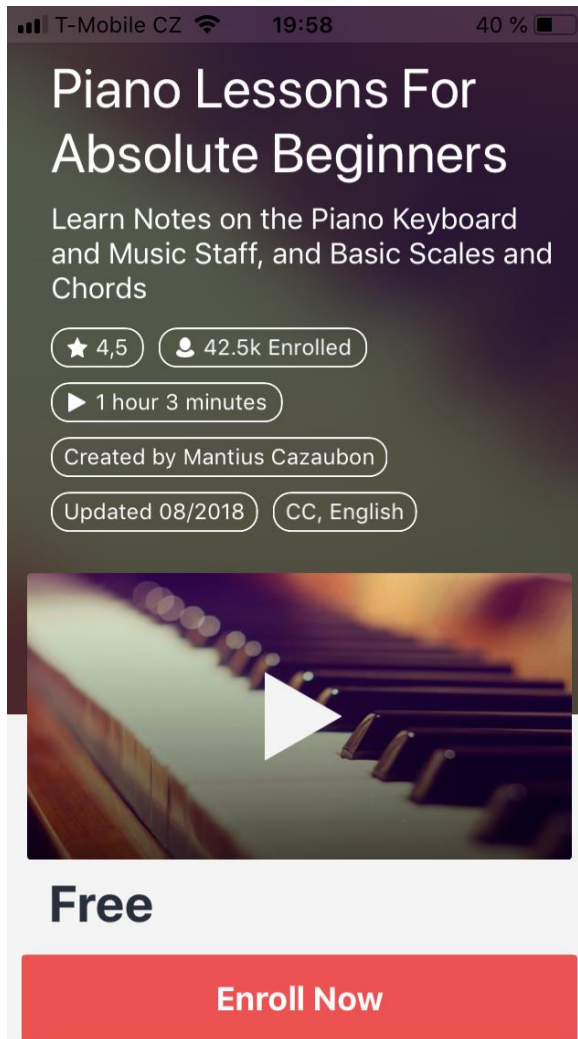 T-Mobile CZ 19:58 40 %
Piano Lessons For
Absolute Beginners
Learn Notes on the Piano Keyboard
and Music Staff, and Basic Scales and
Chords
4,5 42.5k Enrolled
1 hour 3 minutes
Created by Mantius Cazaubon
Updated 08/2018 CC, English
Free
Enroll Now